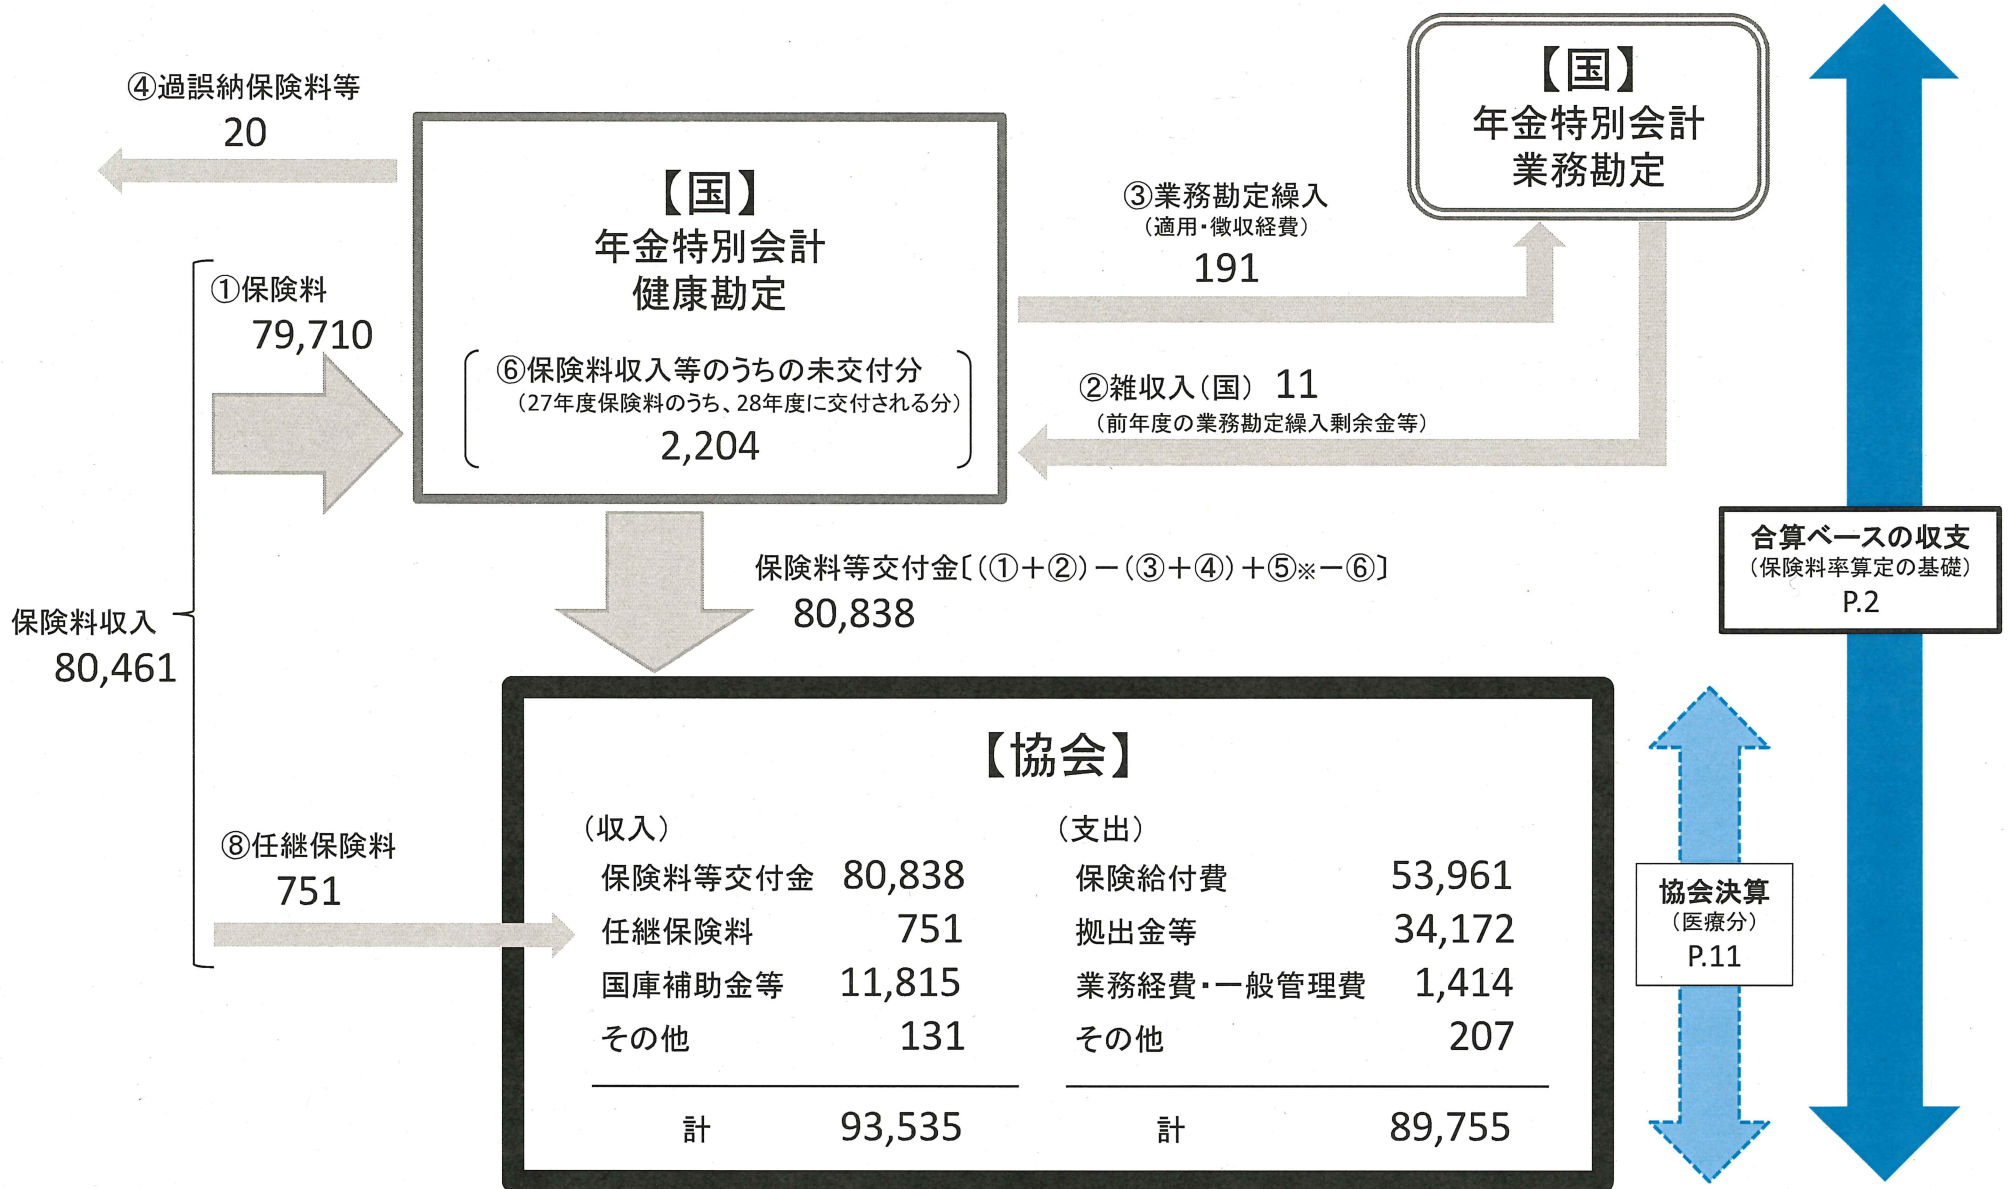 ④過誤納保険料等
20
【国】
年金特別会計
健康勘定
⑥保険料収入等のうちの未交付分
(27年度保険料のうち、28年度に交付される分)
2,204
【国】
年金特別会計
業務勘定
③業務勘定繰入
(適用・徴収経費)
191
②雑収入(国) 11
(前年度の業務勘定繰入剰余金等)
①保険料
79,710
保険料収入
80,461
保険料等交付金〔(①+②)-(③+④)+⑤※-⑥〕
80,838
合算ベースの収支
(保険料率算定の基礎)
P.2
⑧任継保険料
751
【協会】
(収入)
保険料等交付金 80,838
任継保険料 751
国庫補助金等 11,815
その他 131
計 93,535
(支出)
保険給付費 53,961
拠出金等 34,172
業務経費・一般管理費 1,414
その他 207
計 89,755
協会決算
(医療分)
P.11